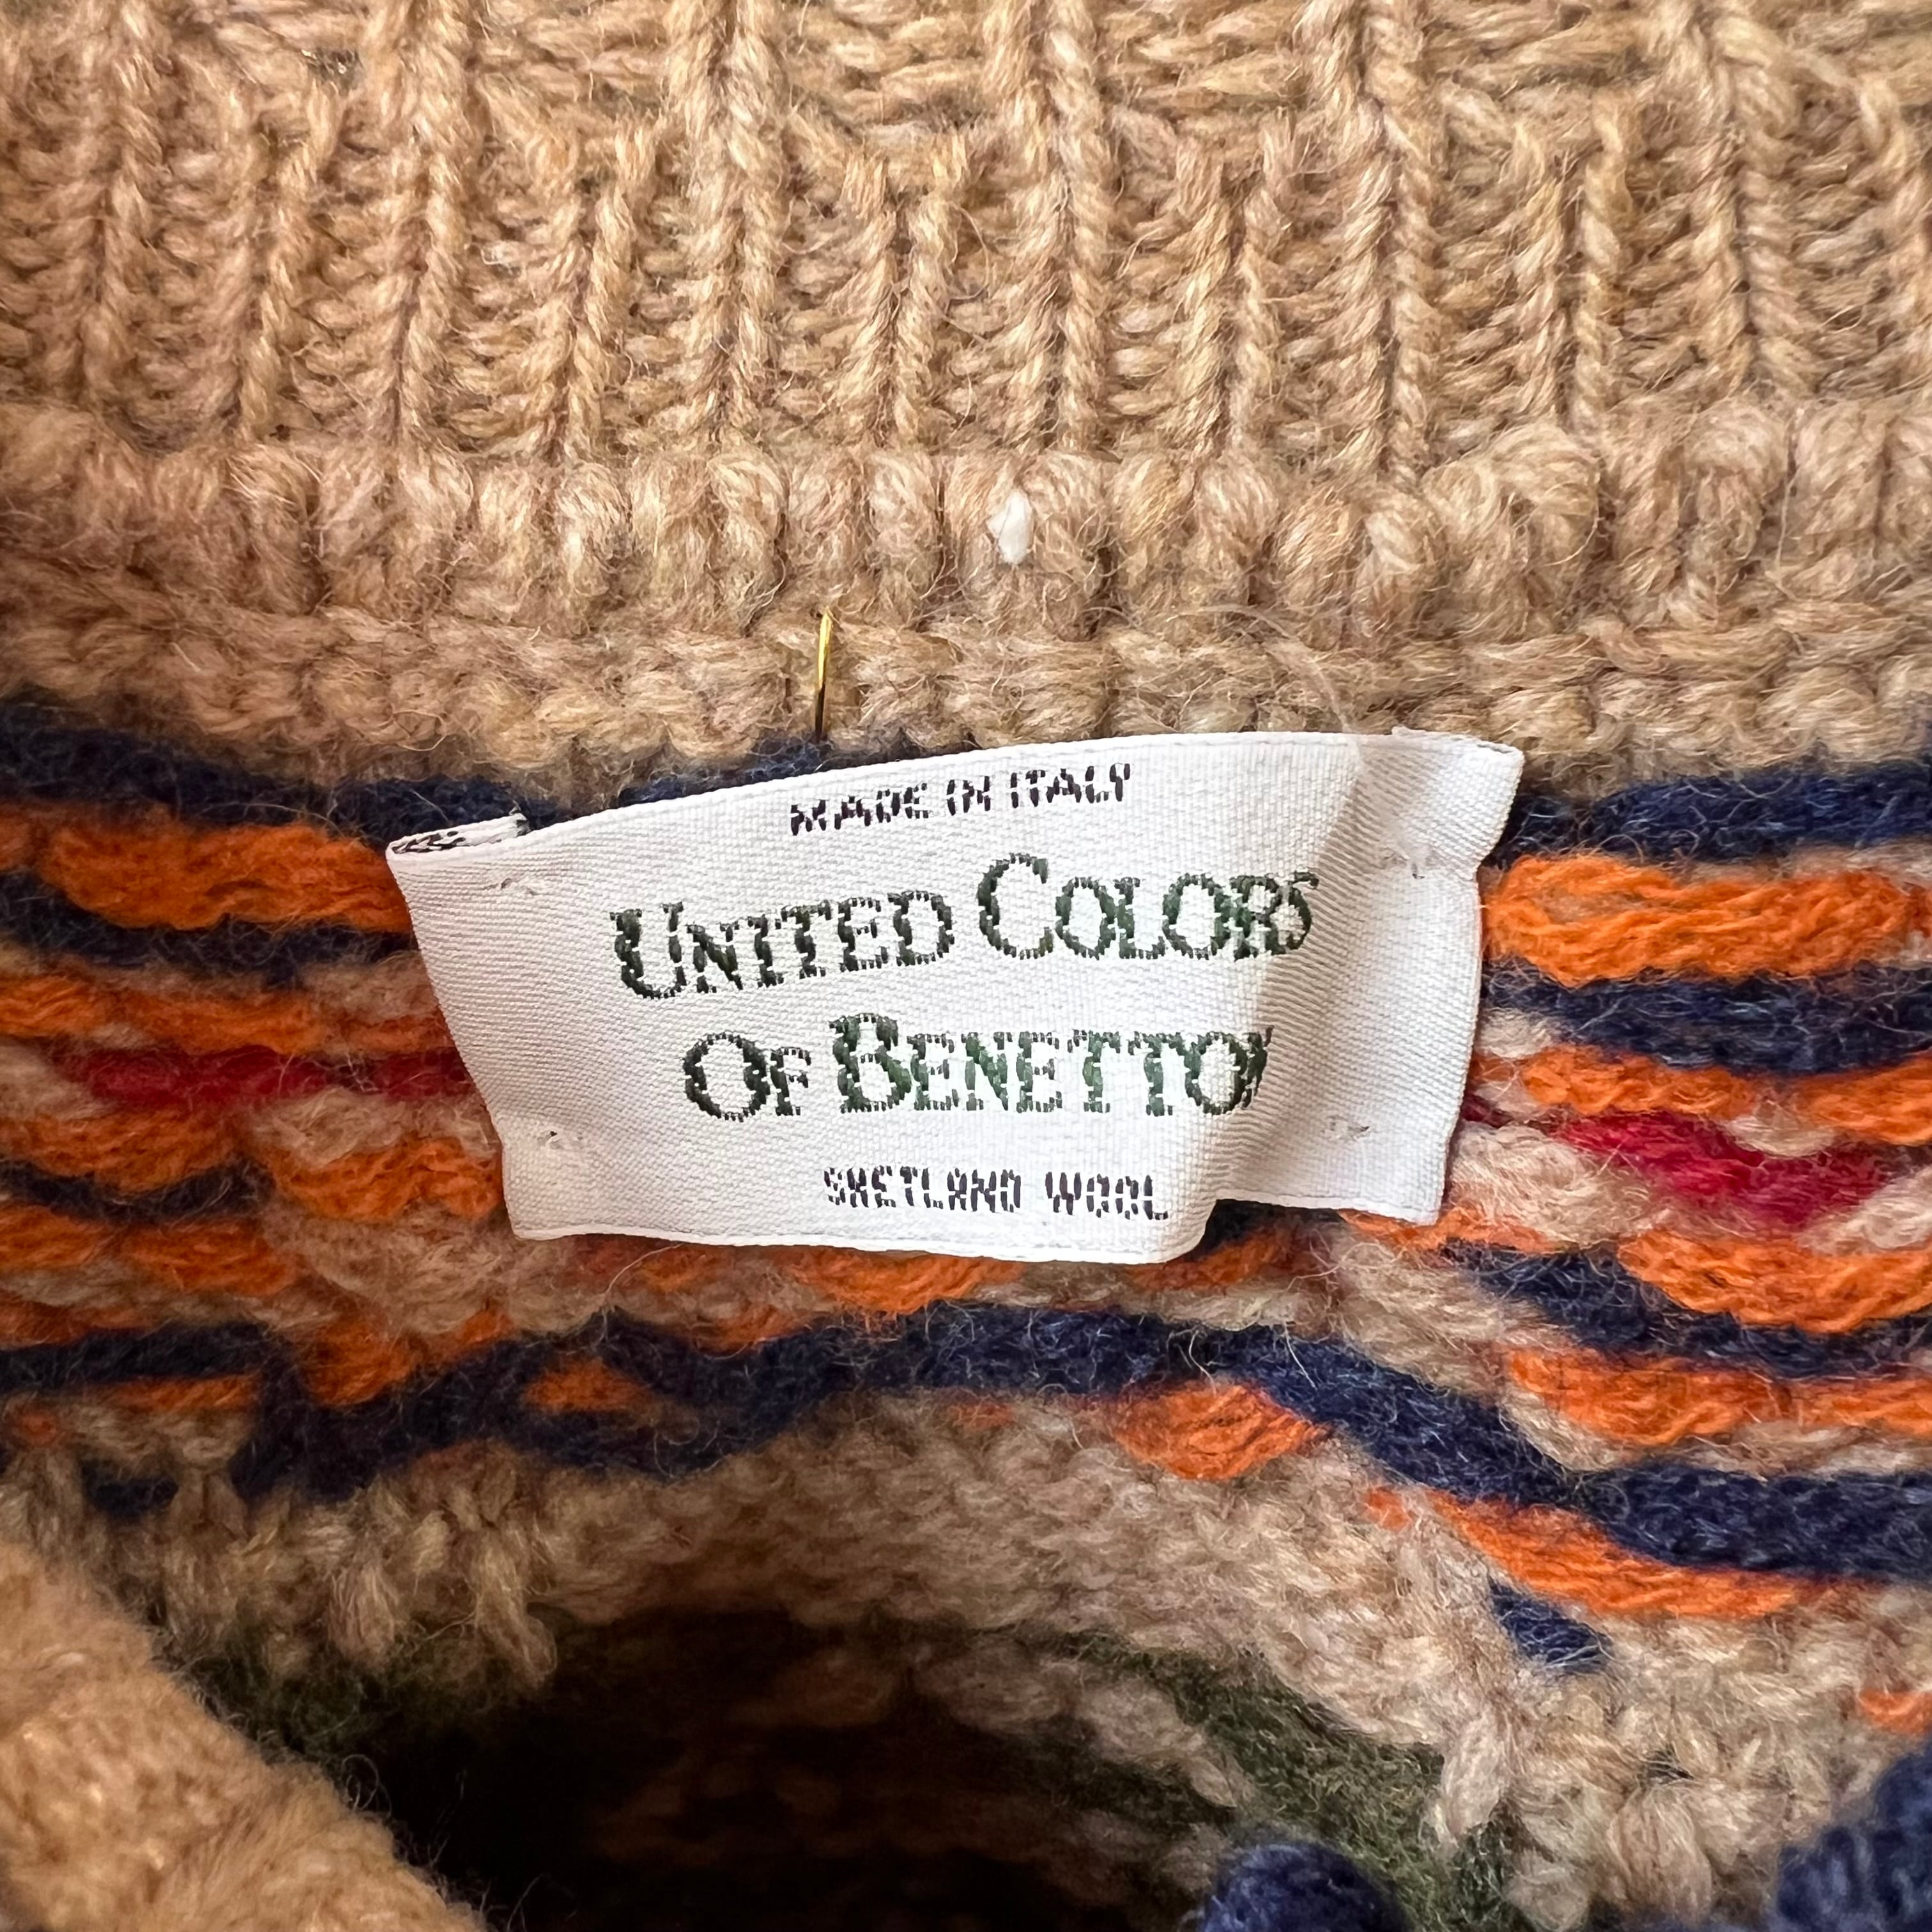 MADE IN ITALY
UNITED COLORS
OF BENETTON
SHETLAND WOOL